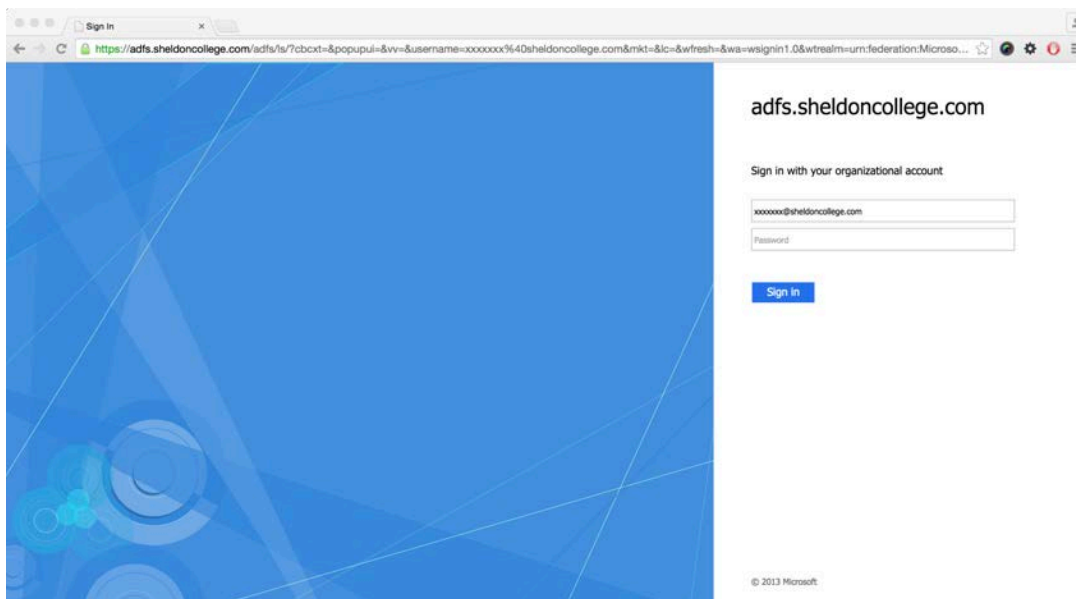 Sign In
https://adfs.sheldoncollege.com/adfs/ls/?cbcxt=&popupui=&vv=&username=xxxxxxx%40sheldoncollege.com&mkt=&lc=&wfresh=&wa=wsignin1.0&wtrealm=urn:federation:Microso...
adfs.sheldoncollege.com
Sign in with your organizational account
xxxxxxx@sheldoncollege.com
Password
Sign in
© 2013 Microsoft